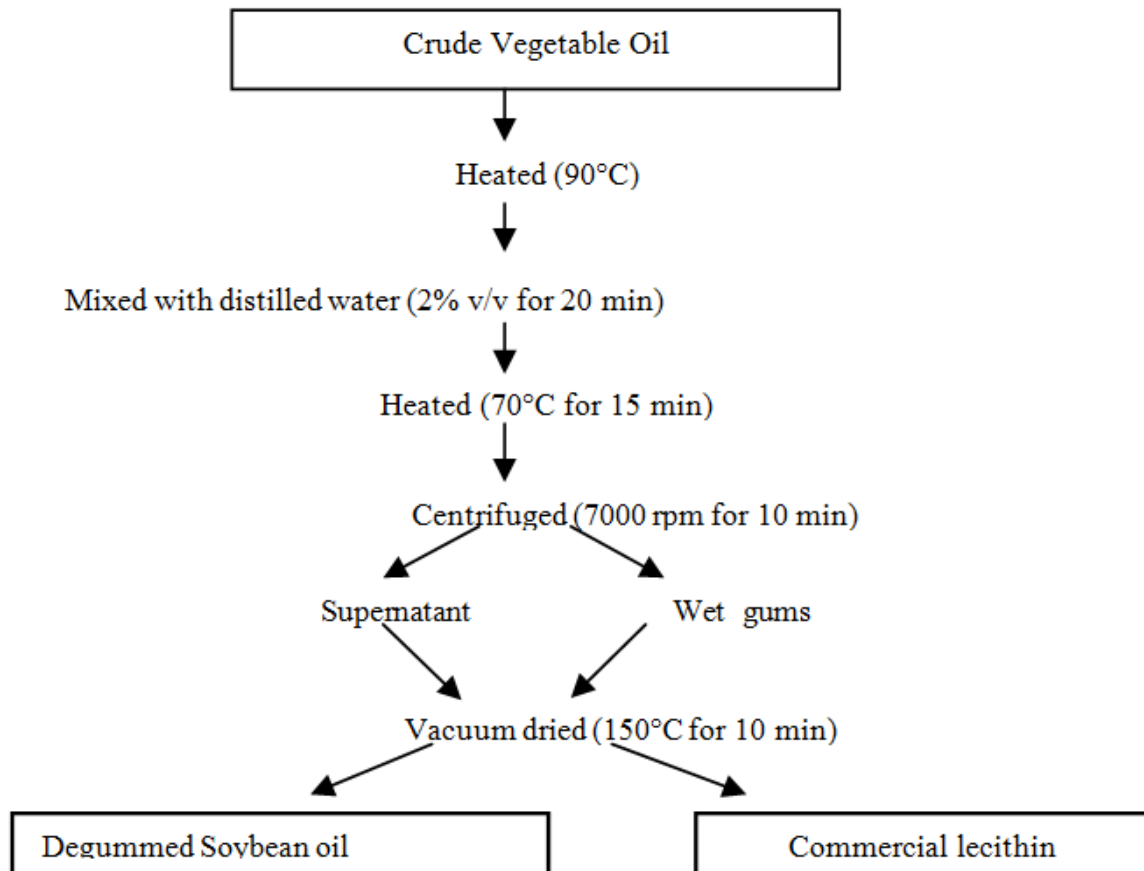 Crude Vegetable Oil
Heated (90°C)
Mixed with distilled water (2% v/v for 20 min)
Heated (70°C for 15 min)
Centrifuged (7000 rpm for 10 min)
Supernatant
Wet gums
Vacuum dried (150°C for 10 min)
Degummed Soybean oil
Commercial lecithin